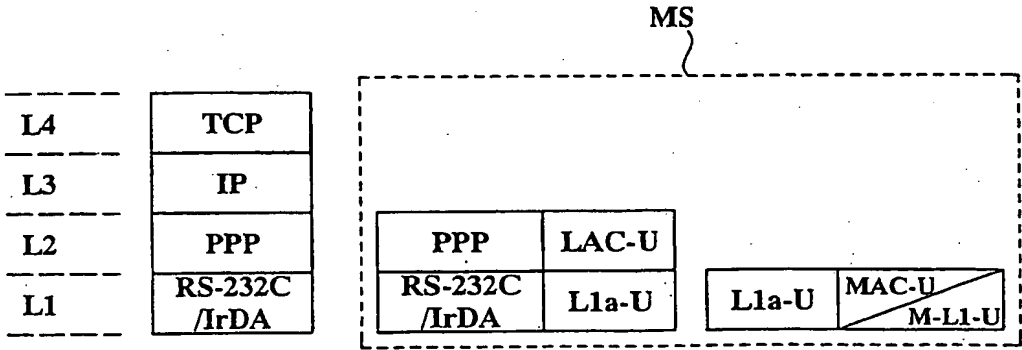 MS
L4 TCP
L3 IP
L2 PPP PPP LAC-U
L1 RS-232C /IrDA RS-232C /IrDA L1a-U L1a-U MAC-U M-L1-U